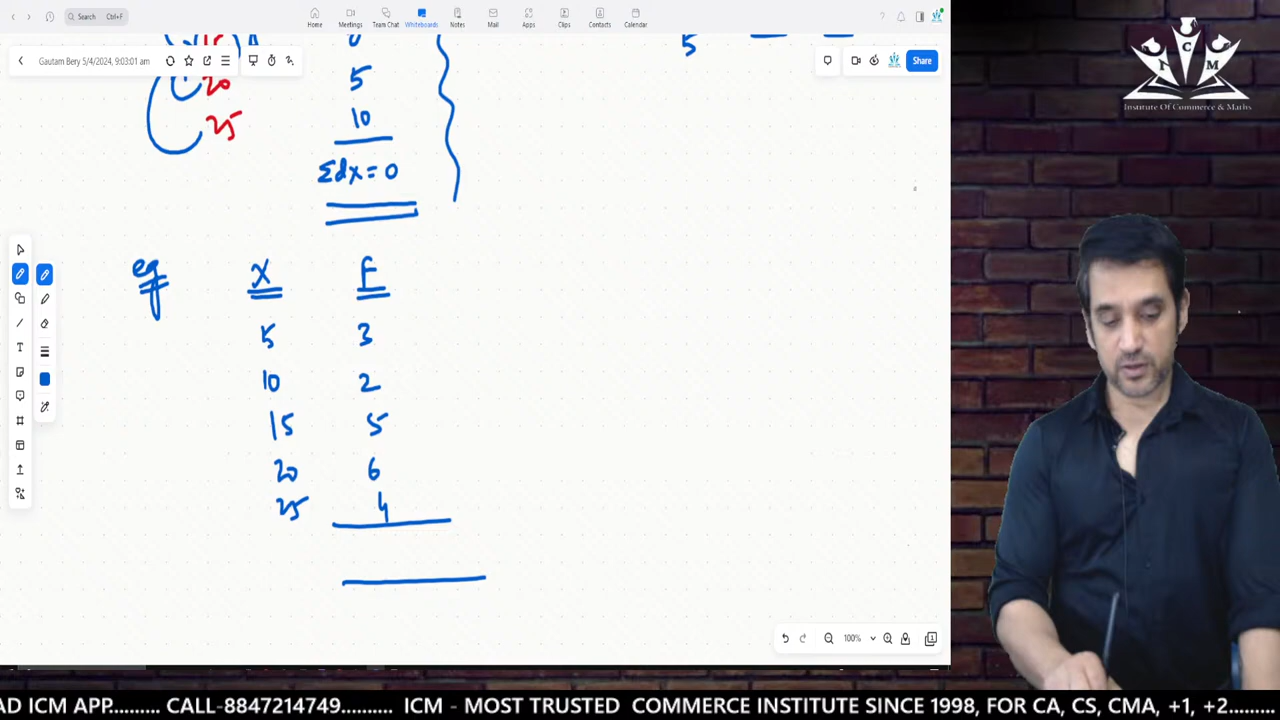 Search Ctrl+F
Home Meetings Team Chat Whiteboards Notes Mail Apps Clips Contacts Calendar
Gautam Bery 5/4/2024, 9:03:01 am
Share
I C M
Institute Of Commerce & Maths
5
20 5
25 10
Σdx = 0
eg X F
5 3
10 2
15 5
20 6
25 4
100%
AD ICM APP......... CALL-8847214749......... ICM - MOST TRUSTED COMMERCE INSTITUTE SINCE 1998, FOR CA, CS, CMA, +1, +2.........